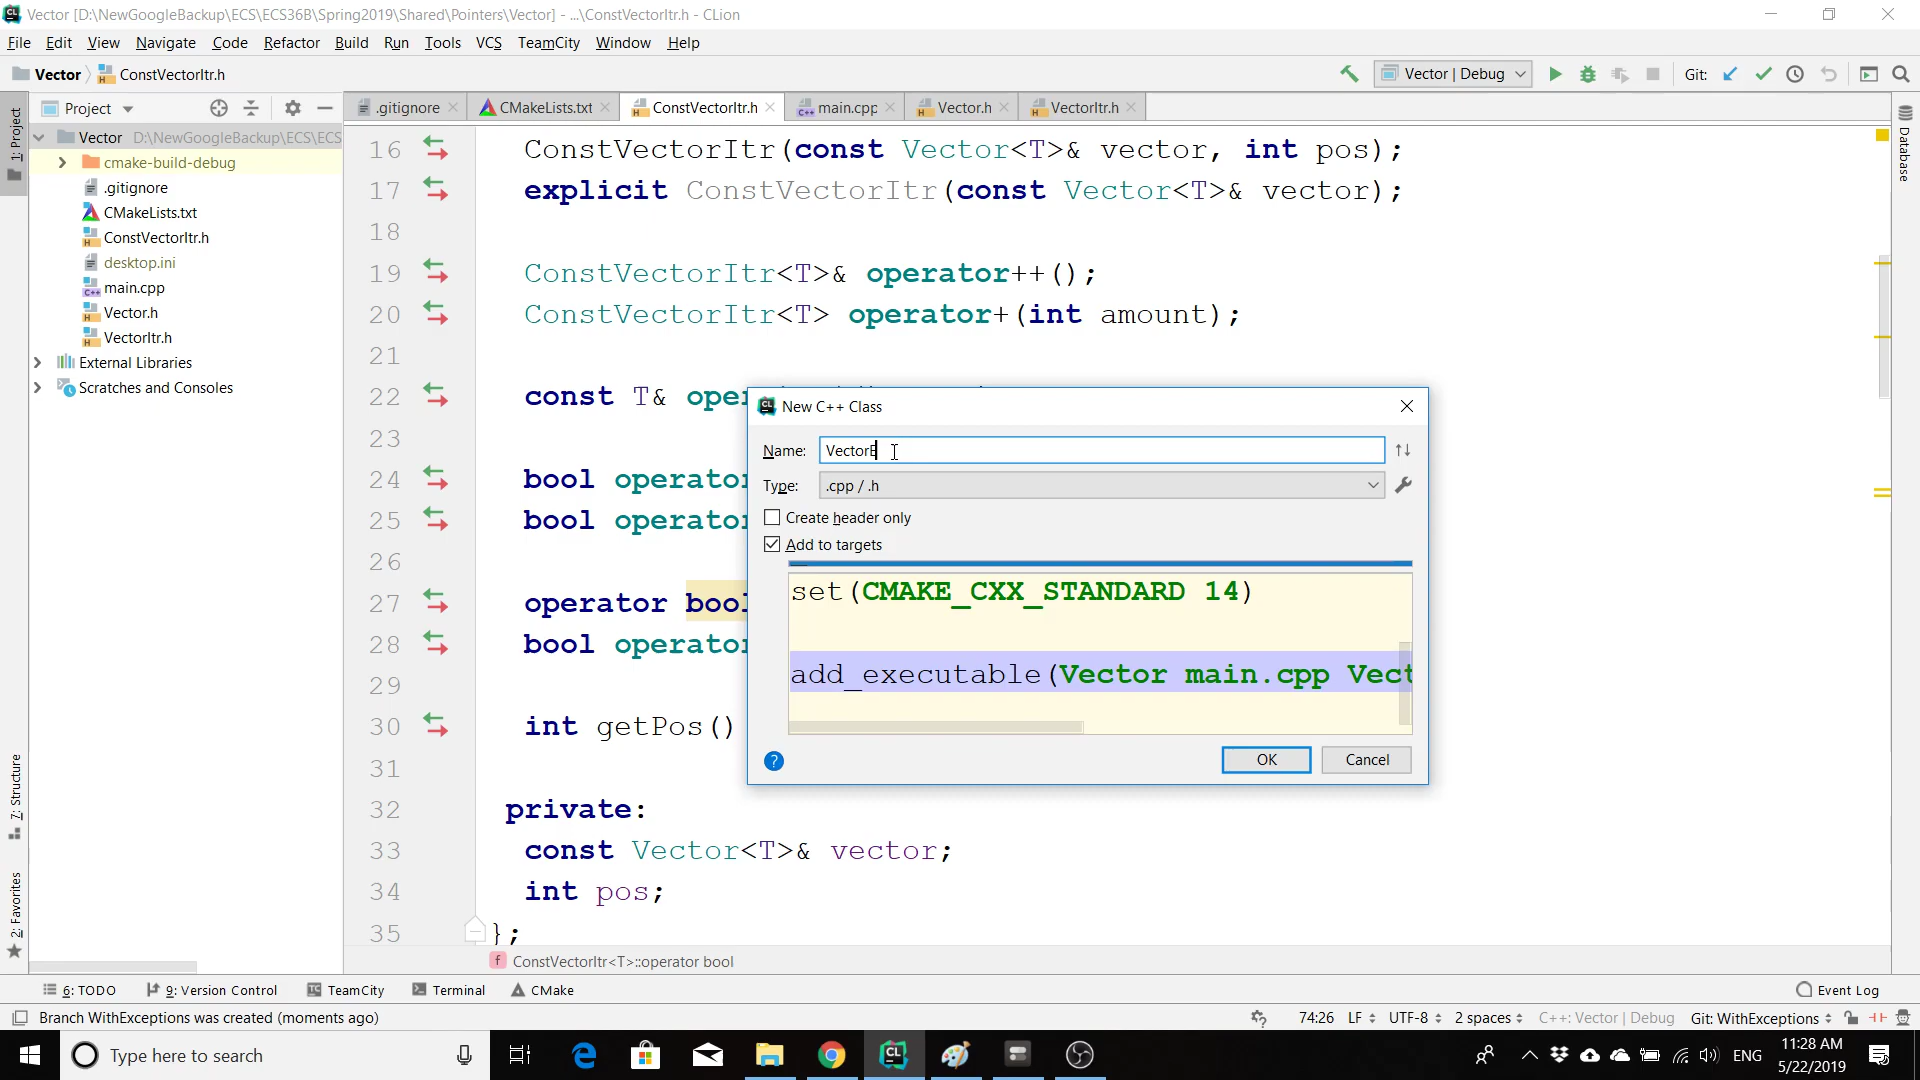 Vector [D:\NewGoogleBackup\ECS\ECS36B\Spring2019\Shared\Pointers\Vector] - ...\ConstVectorItr.h - CLion
File Edit View Navigate Code Refactor Build Run Tools VCS TeamCity Window Help
Vector ConstVectorItr.h
Vector | Debug
Git:
1: Project
Project
.gitignore CMakeLists.txt ConstVectorItr.h main.cpp Vector.h VectorItr.h
Vector D:\NewGoogleBackup\ECS\ECS
cmake-build-debug
.gitignore
CMakeLists.txt
ConstVectorItr.h
desktop.ini
main.cpp
Vector.h
VectorItr.h
External Libraries
Scratches and Consoles
16 ConstVectorItr(const Vector<T>& vector, int pos);
17 explicit ConstVectorItr(const Vector<T>& vector);
18
19 ConstVectorItr<T>& operator++();
20 ConstVectorItr<T> operator+(int amount);
21
22 const T& ope
23
24 bool operato
25 bool operato
26
27 operator bool
28 bool operato
29
30 int getPos()
31
32 private:
33 const Vector<T>& vector;
34 int pos;
35 };
New C++ Class
Name: VectorE
Type: .cpp / .h
Create header only
Add to targets
set(CMAKE_CXX_STANDARD 14)
add_executable(Vector main.cpp Vect
? OK Cancel
Database
7: Structure
2: Favorites
f ConstVectorItr<T>::operator bool
6: TODO 9: Version Control TeamCity Terminal CMake Event Log
Branch WithExceptions was created (moments ago) 74:26 LF UTF-8 2 spaces C++: Vector | Debug Git: WithExceptions
Type here to search
ENG
11:28 AM
5/22/2019